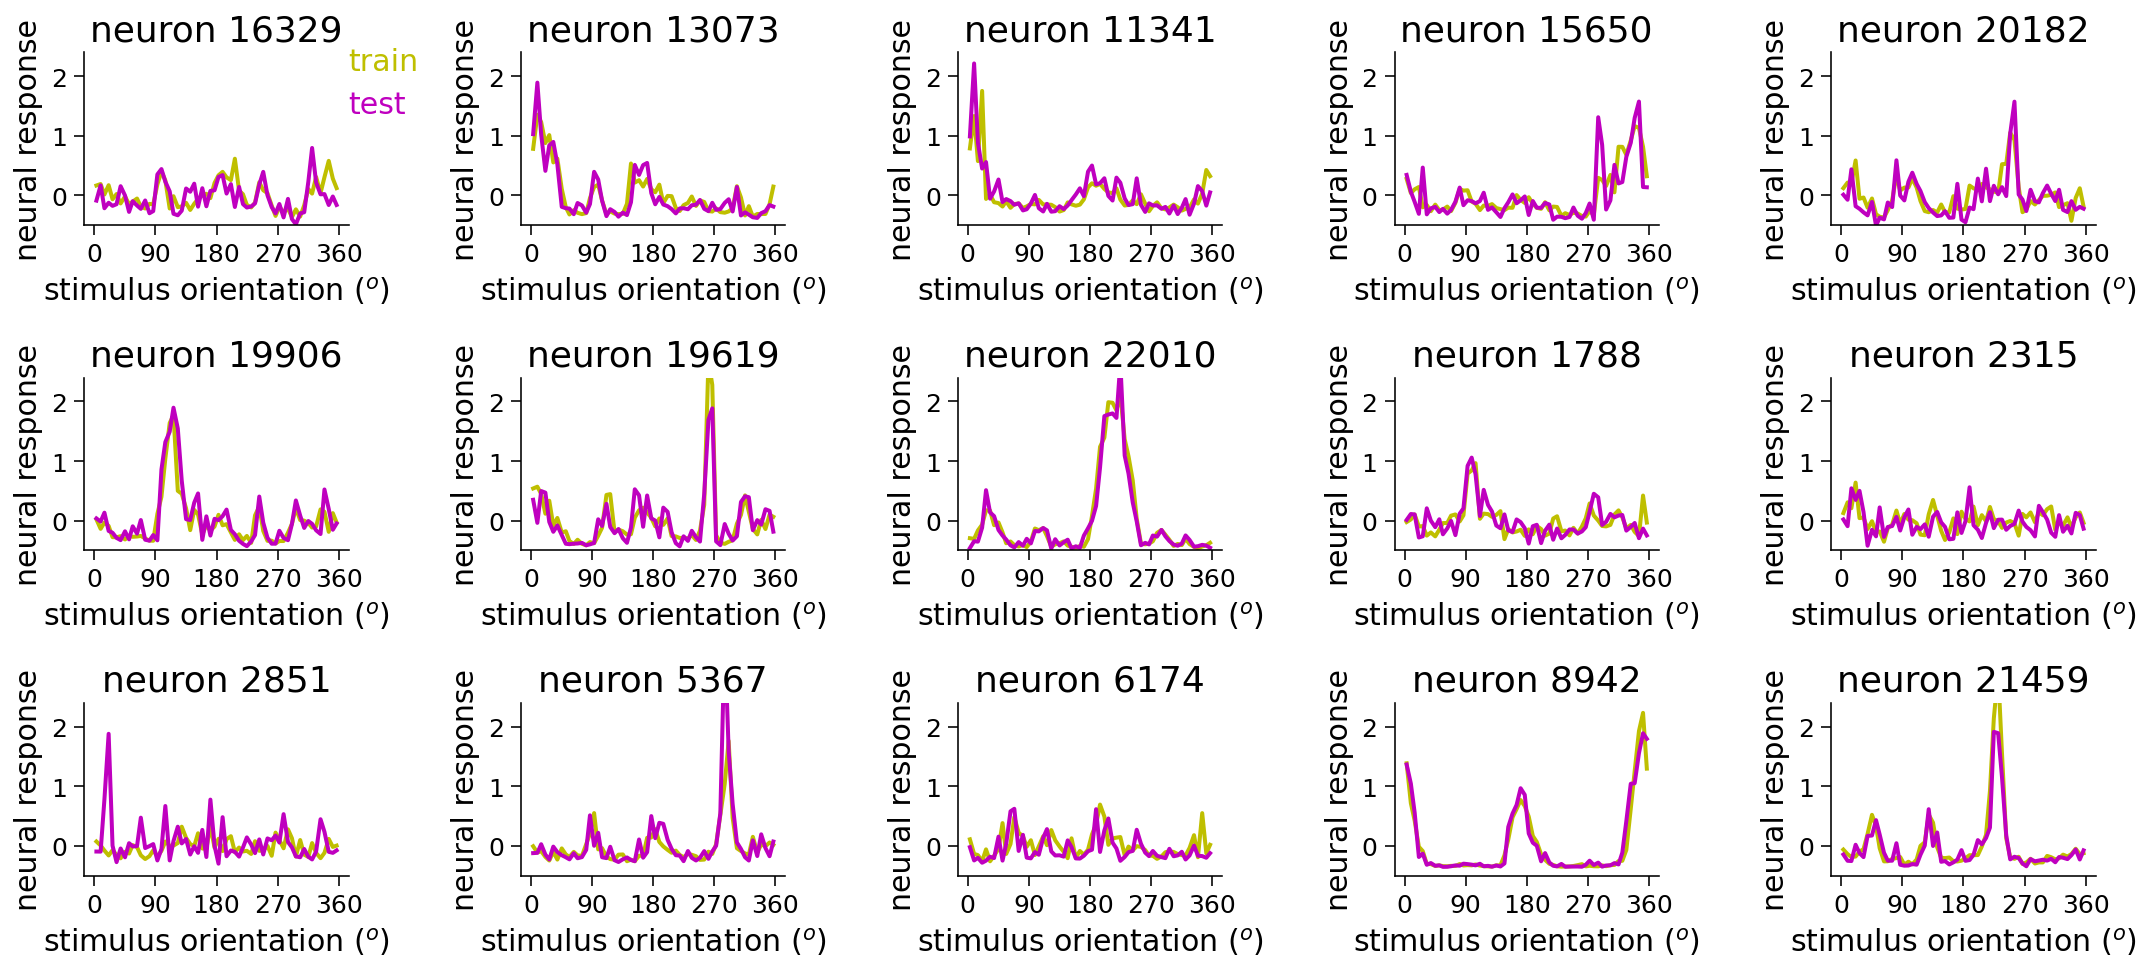 neuron 16329
train
test
neural response
2
1
0
0 90 180 270 360
stimulus orientation (o)
neuron 13073
neural response
2
1
0
0 90 180 270 360
stimulus orientation (o)
neuron 11341
neural response
2
1
0
0 90 180 270 360
stimulus orientation (o)
neuron 15650
neural response
2
1
0
0 90 180 270 360
stimulus orientation (o)
neuron 20182
neural response
2
1
0
0 90 180 270 360
stimulus orientation (o)
neuron 19906
neural response
2
1
0
0 90 180 270 360
stimulus orientation (o)
neuron 19619
neural response
2
1
0
0 90 180 270 360
stimulus orientation (o)
neuron 22010
neural response
2
1
0
0 90 180 270 360
stimulus orientation (o)
neuron 1788
neural response
2
1
0
0 90 180 270 360
stimulus orientation (o)
neuron 2315
neural response
2
1
0
0 90 180 270 360
stimulus orientation (o)
neuron 2851
neural response
2
1
0
0 90 180 270 360
stimulus orientation (o)
neuron 5367
neural response
2
1
0
0 90 180 270 360
stimulus orientation (o)
neuron 6174
neural response
2
1
0
0 90 180 270 360
stimulus orientation (o)
neuron 8942
neural response
2
1
0
0 90 180 270 360
stimulus orientation (o)
neuron 21459
neural response
2
1
0
0 90 180 270 360
stimulus orientation (o)